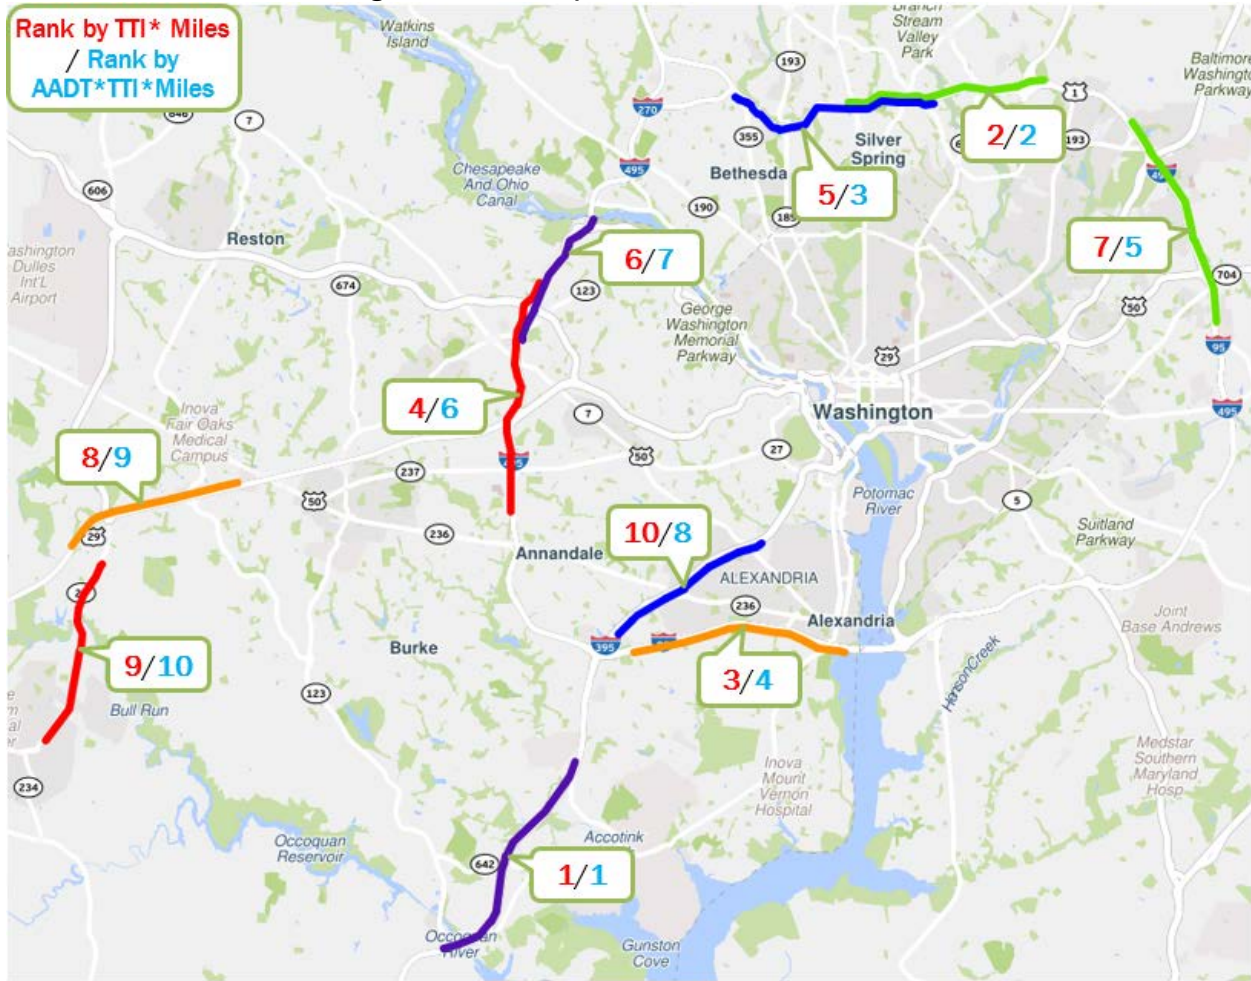 Rank by TTI* Miles
/ Rank by
AADT*TTI*Miles
Watkins
Island
Stream
Valley
Park
Baltimore
Washington
Parkway
193
7
270
1
355
Silver
Spring
2/2
193
Chesapeake
And Ohio
Canal
495
Bethesda
606
190
5/3
185
Reston
6/7
7/5
Dulles
Int'L
Airport
674
123
704
50
George
Washington
Memorial
Parkway
95
29
4/6
Inova
Fair Oaks
Medical
Campus
7
Washington
495
8/9
237
50
27
50
Potomac
River
5
29
236
10/8
Suitland
Parkway
Annandale
ALEXANDRIA
236
Alexandria
Joint
Base Andrews
395
Burke
9/10
3/4
HensonCreek
123
Bull Run
234
Inova
Mount
Vernon
Hospital
Medstar
Southern
Maryland
Hosp
Occoquan
Reservoir
Accotink
642
1/1
Occoquan
River
Gunston
Cove